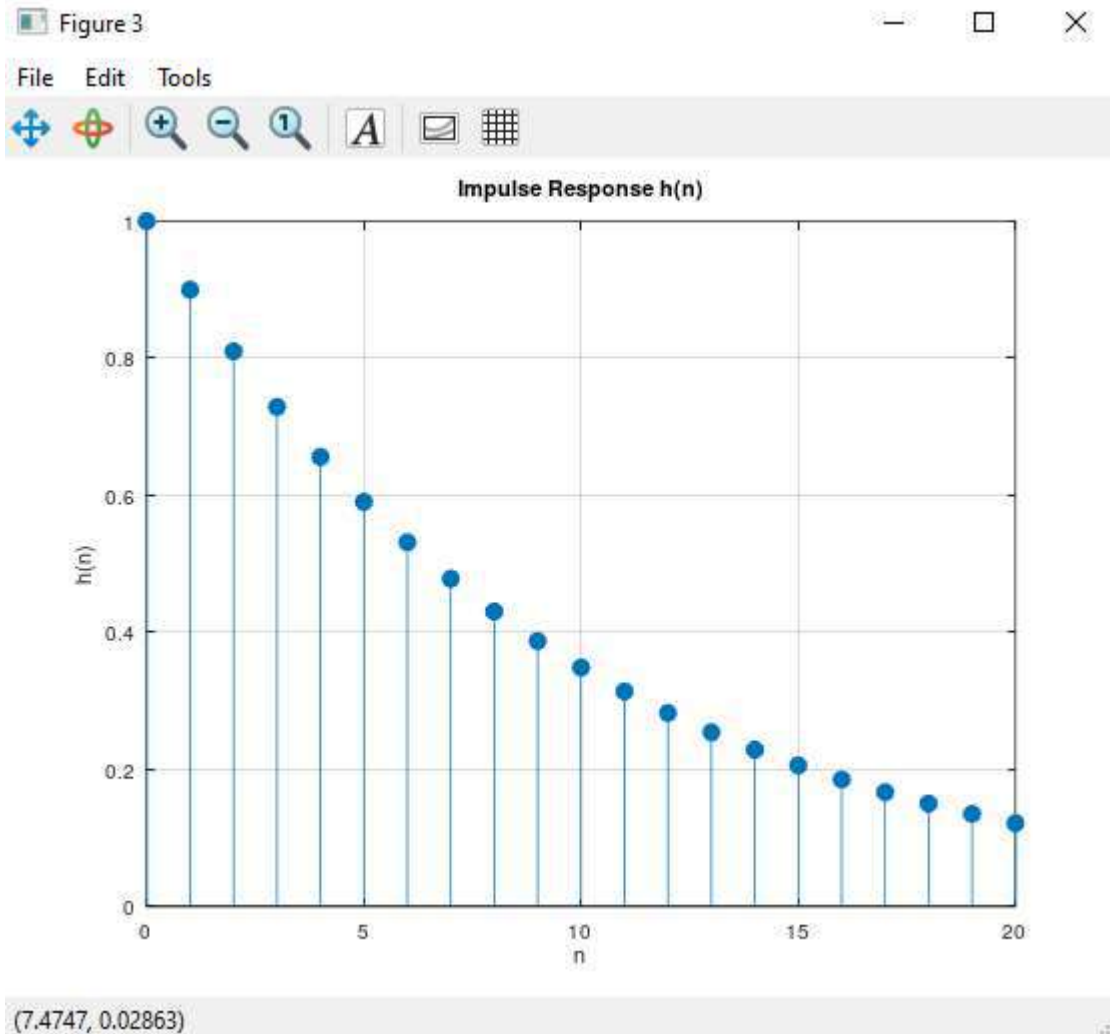 Figure 3
File Edit Tools
A
Impulse Response h(n)
1
0.8
0.6
0.4
0.2
0
h(n)
0 5 10 15 20
n
(7.4747, 0.02863)